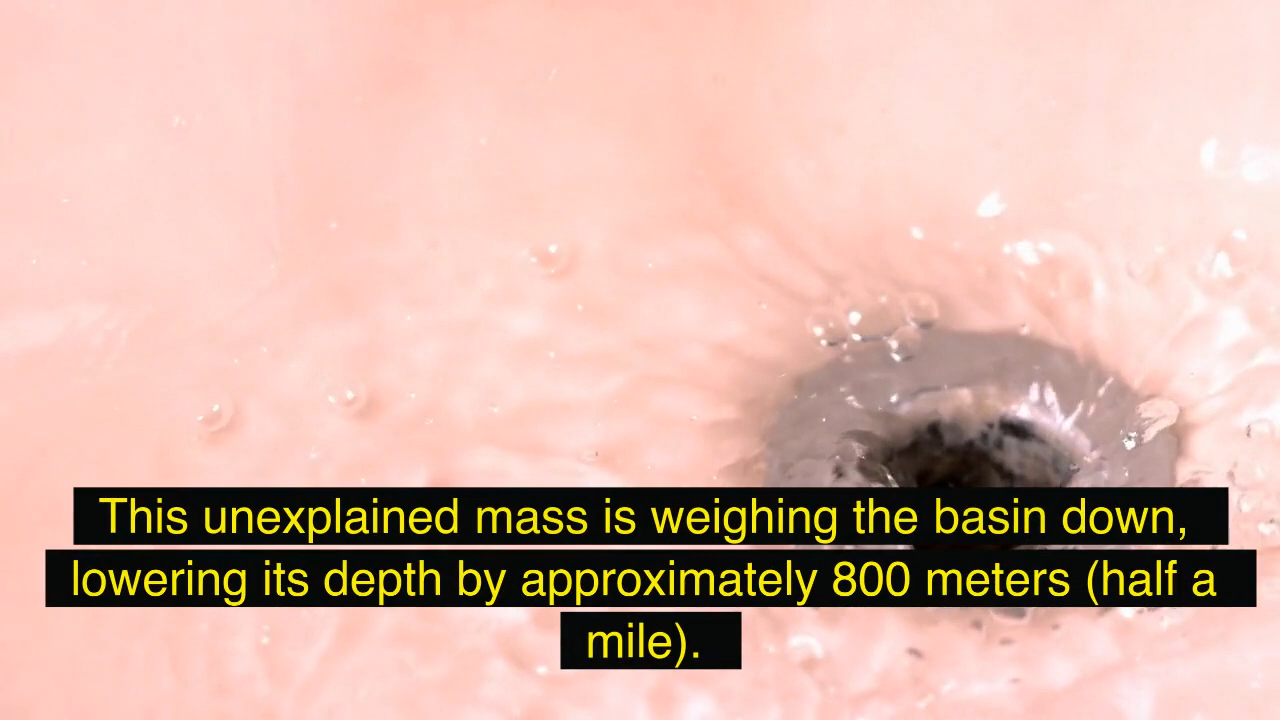 This unexplained mass is weighing the basin down,
lowering its depth by approximately 800 meters (half a
mile).